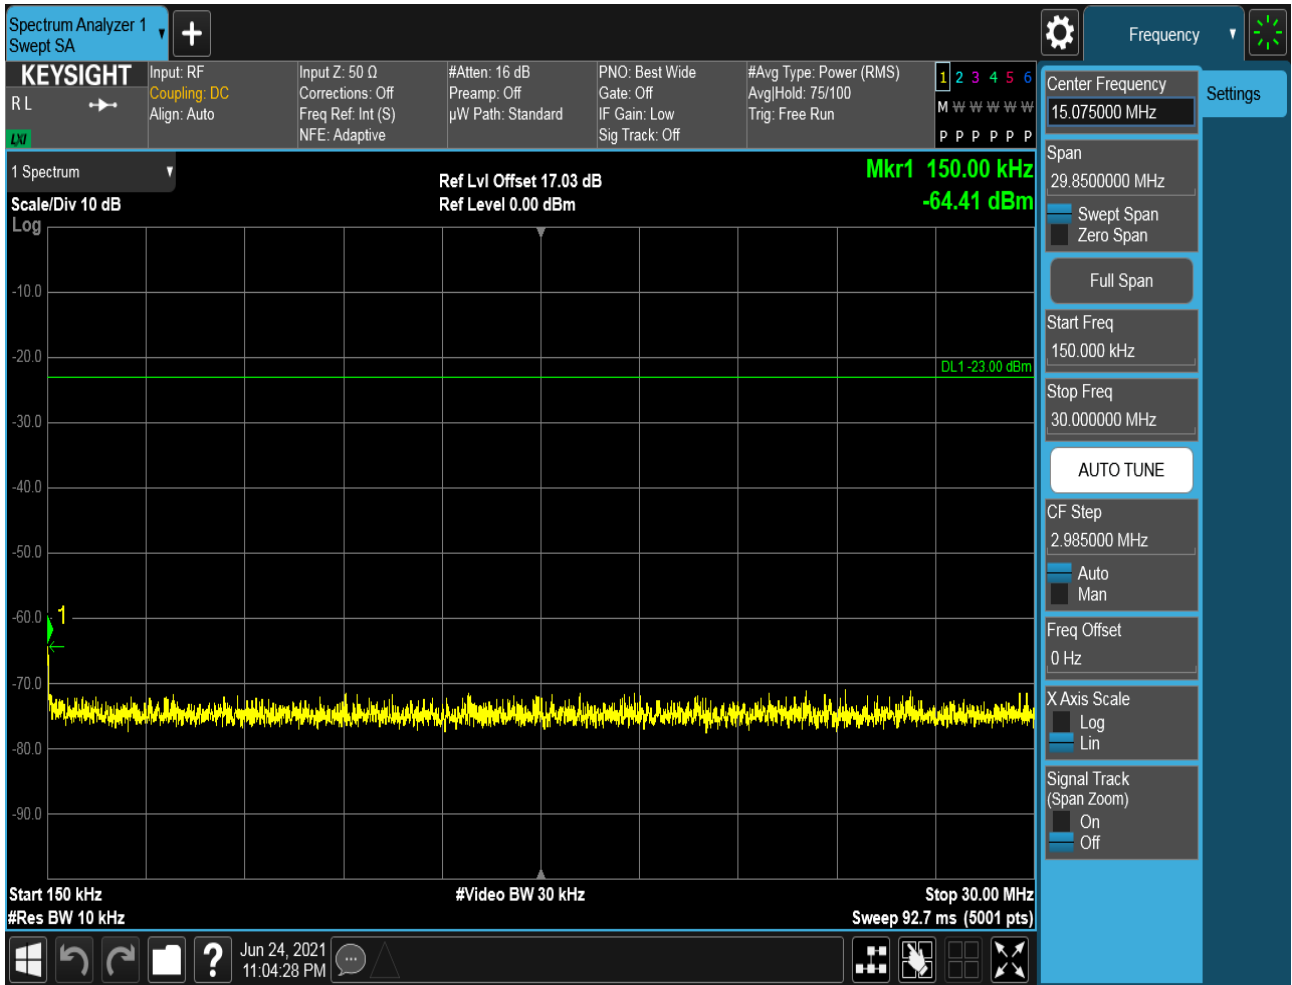 Spectrum Analyzer 1
Swept SA
Frequency
KEYSIGHT
R L
LXI
Input: RF
Coupling: DC
Align: Auto
Input Z: 50 Ω
Corrections: Off
Freq Ref: Int (S)
NFE: Adaptive
#Atten: 16 dB
Preamp: Off
µW Path: Standard
PNO: Best Wide
Gate: Off
IF Gain: Low
Sig Track: Off
#Avg Type: Power (RMS)
Avg|Hold: 75/100
Trig: Free Run
1 2 3 4 5 6
M W W W W W
P P P P P P
Center Frequency
15.075000 MHz
Settings
1 Spectrum
Scale/Div 10 dB
Log
Ref Lvl Offset 17.03 dB
Ref Level 0.00 dBm
Mkr1 150.00 kHz
-64.41 dBm
Span
29.8500000 MHz
Swept Span
Zero Span
Full Span
Start Freq
150.000 kHz
Stop Freq
30.000000 MHz
AUTO TUNE
CF Step
2.985000 MHz
Auto
Man
Freq Offset
0 Hz
X Axis Scale
Log
Lin
Signal Track
(Span Zoom)
On
Off
-10.0
-20.0
DL1 -23.00 dBm
-30.0
-40.0
-50.0
-60.0
1
-70.0
-80.0
-90.0
Start 150 kHz
#Video BW 30 kHz
Stop 30.00 MHz
#Res BW 10 kHz
Sweep 92.7 ms (5001 pts)
?
Jun 24, 2021
11:04:28 PM